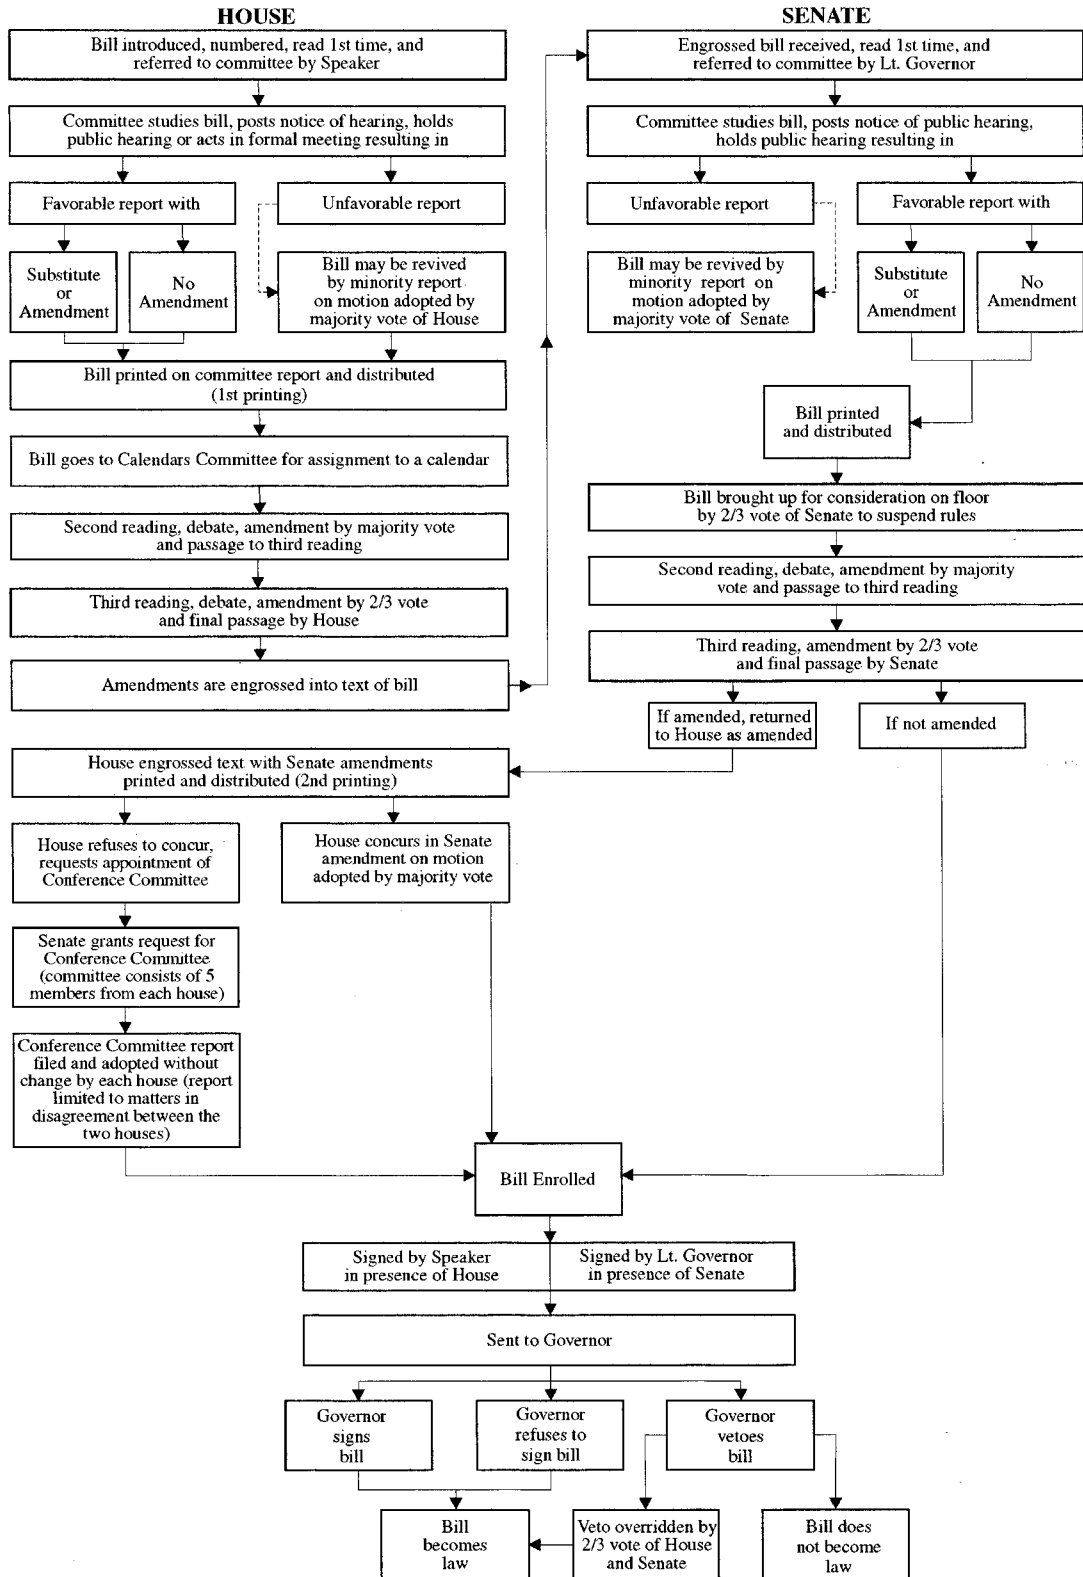 HOUSE
Bill introduced, numbered, read 1st time, and
referred to committee by Speaker
Committee studies bill, posts notice of hearing, holds
public hearing or acts in formal meeting resulting in
Favorable report with
Unfavorable report
Substitute
or
Amendment
No
Amendment
Bill may be revived
by minority report
on motion adopted by
majority vote of House
Bill printed on committee report and distributed
(1st printing)
Bill goes to Calendars Committee for assignment to a calendar
Second reading, debate, amendment by majority vote
and passage to third reading
Third reading, debate, amendment by 2/3 vote
and final passage by House
Amendments are engrossed into text of bill
SENATE
Engrossed bill received, read 1st time, and
referred to committee by Lt. Governor
Committee studies bill, posts notice of public hearing,
holds public hearing resulting in
Unfavorable report
Favorable report with
Bill may be revived by
minority report on
motion adopted by
majority vote of Senate
Substitute
or
Amendment
No
Amendment
Bill printed
and distributed
Bill brought up for consideration on floor
by 2/3 vote of Senate to suspend rules
Second reading, debate, amendment by majority
vote and passage to third reading
Third reading, amendment by 2/3 vote
and final passage by Senate
If amended, returned
to House as amended
If not amended
House engrossed text with Senate amendments
printed and distributed (2nd printing)
House refuses to concur,
requests appointment of
Conference Committee
House concurs in Senate
amendment on motion
adopted by majority vote
Senate grants request for
Conference Committee
(committee consists of 5
members from each house)
Conference Committee report
filed and adopted without
change by each house (report
limited to matters in
disagreement between the
two houses)
Bill Enrolled
Signed by Speaker
in presence of House
Signed by Lt. Governor
in presence of Senate
Sent to Governor
Governor
signs
bill
Governor
refuses to
sign bill
Governor
vetoes
bill
Bill
becomes
law
Veto overridden by
2/3 vote of House
and Senate
Bill does
not become
law